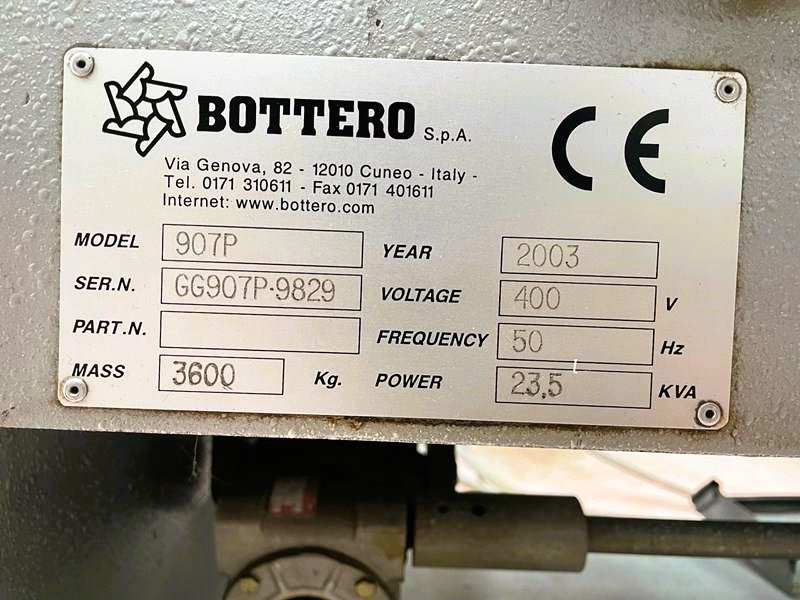 BOTTERO S.p.A.
CE
Via Genova, 82 - 12010 Cuneo - Italy -
Tel. 0171 310611 - Fax 0171 401611
Internet: www.bottero.com
MODEL 907P YEAR 2003
SER.N. GG907P-9829 VOLTAGE 400 V
PART.N. FREQUENCY 50 Hz
MASS 3600 Kg. POWER 23,5 KVA